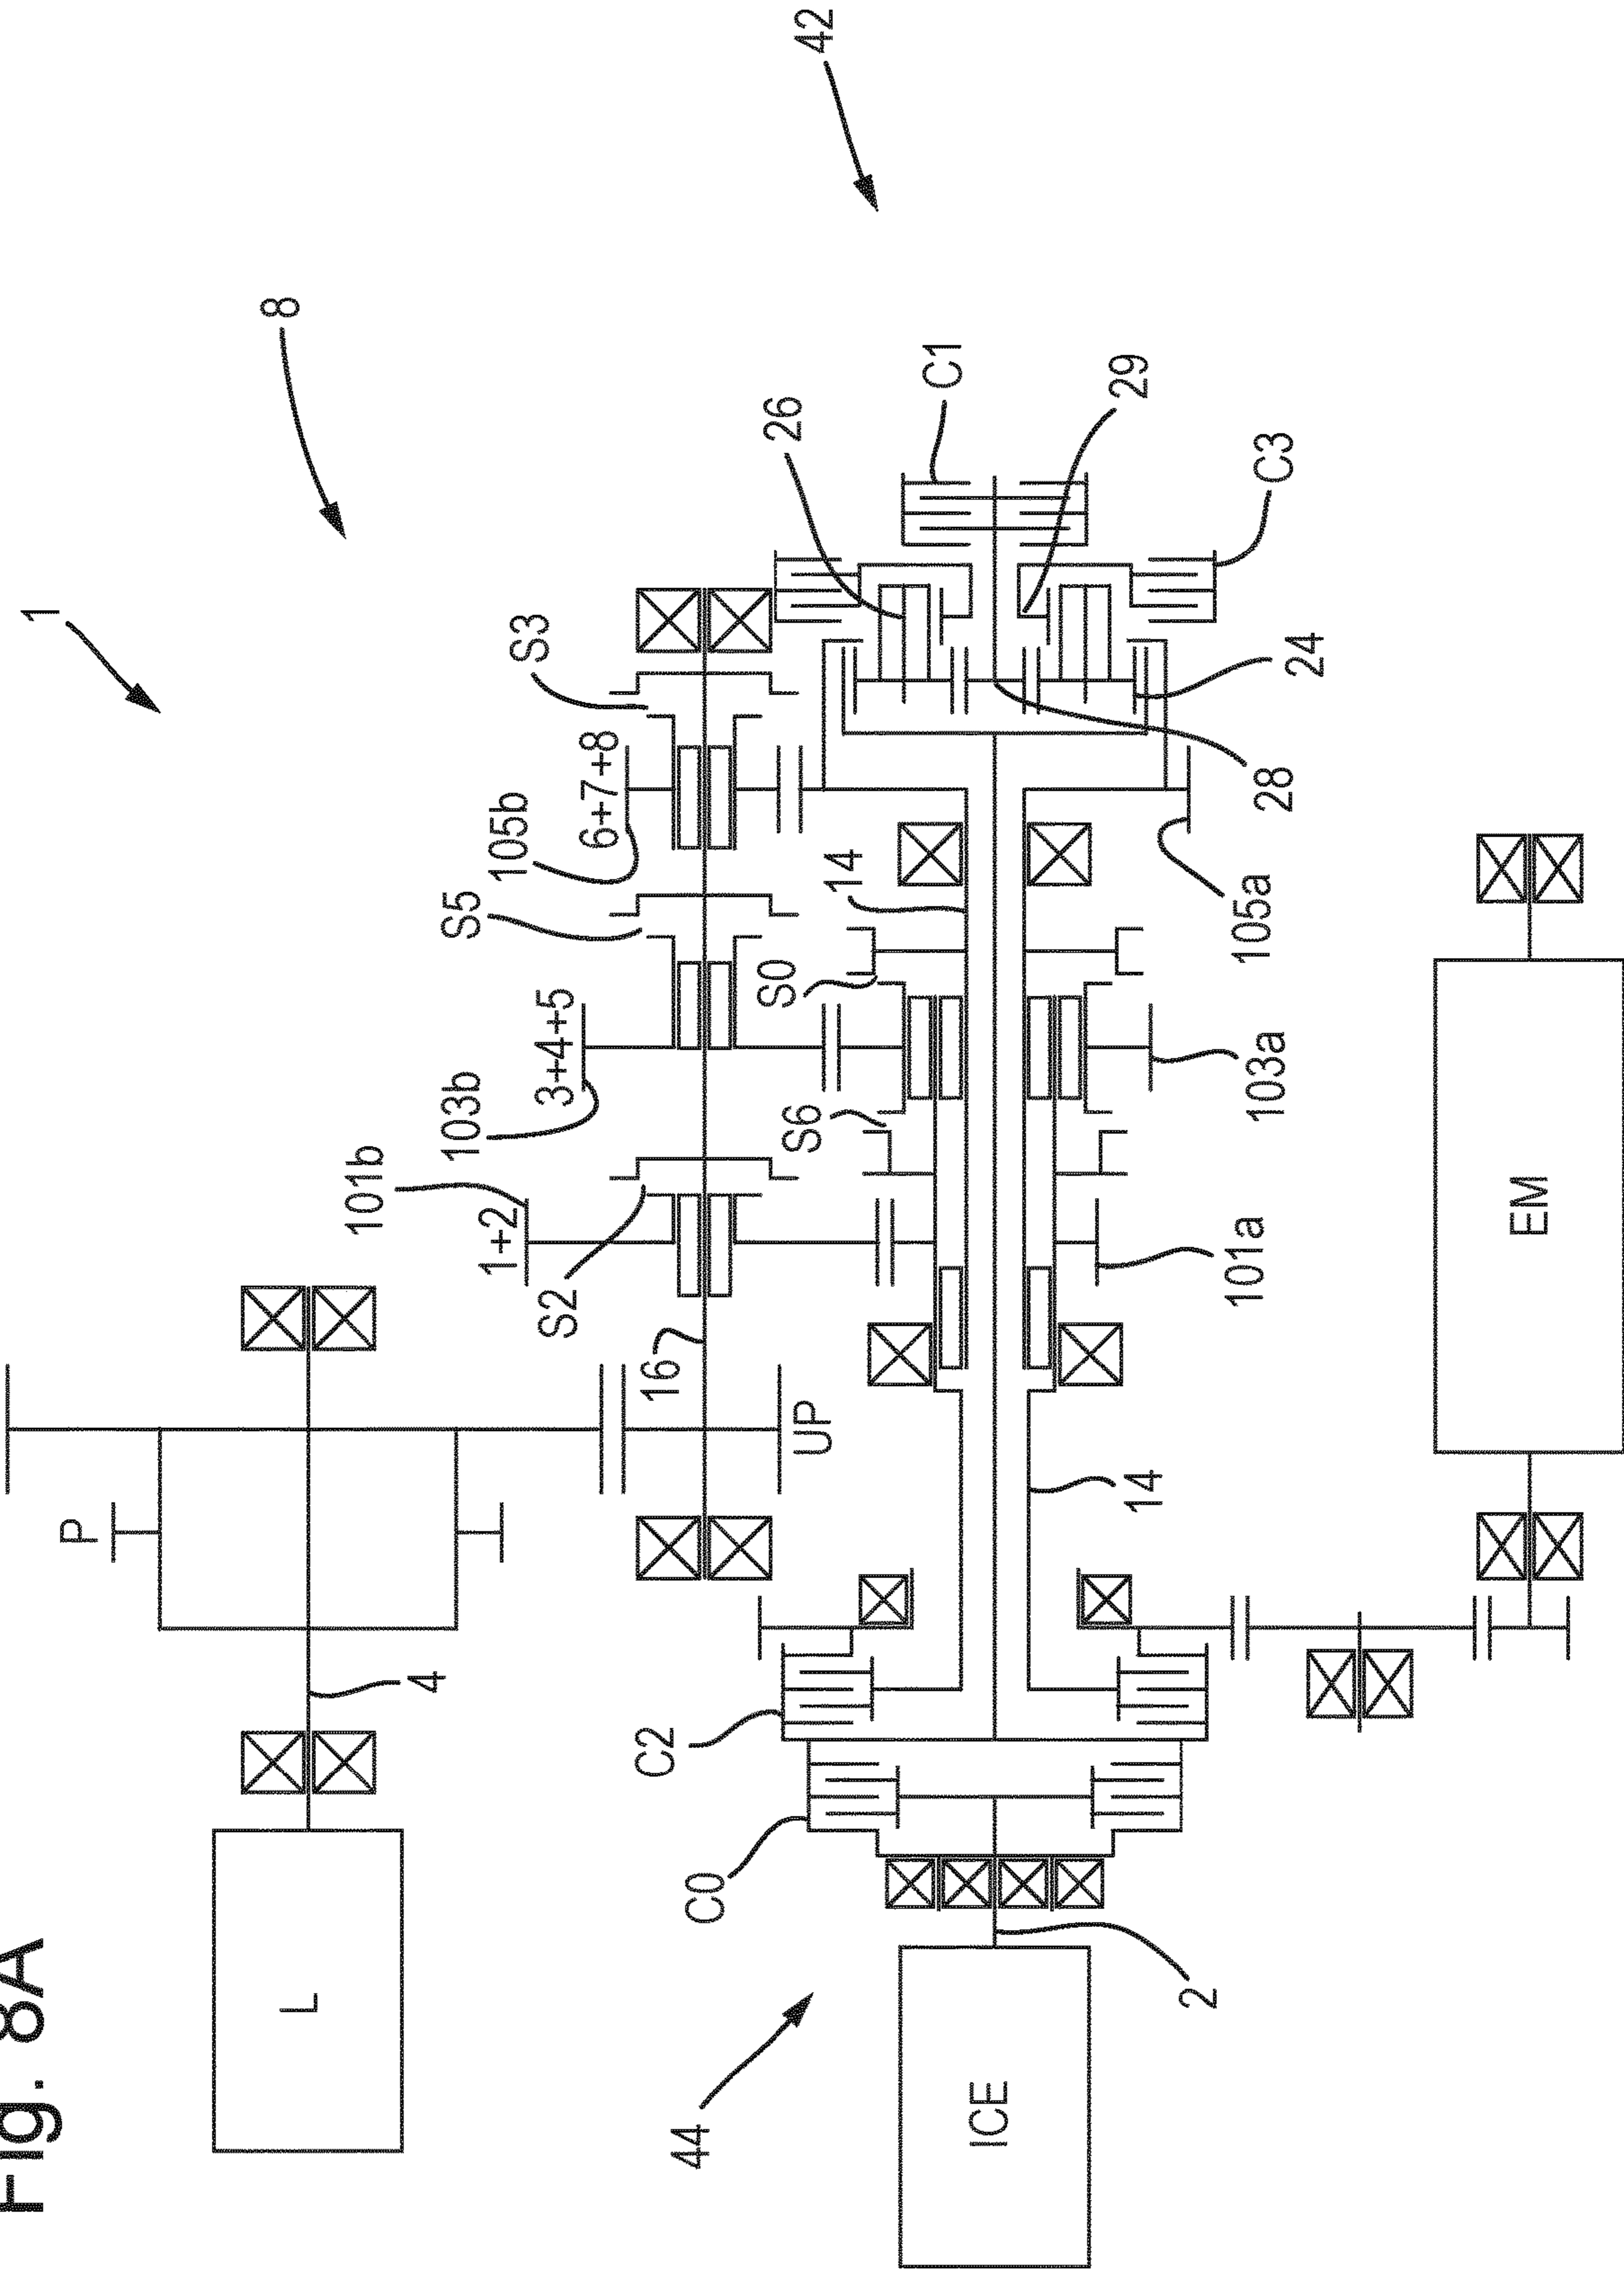 Fig. 8A
1
8
42
44
L
4
P
UP
16
1+2
101b
S2
3+4+5
103b
S5
6+7+8
105b
S3
S6
S0
14
14
26
C1
29
C3
24
28
105a
103a
101a
EM
C2
C0
ICE
2